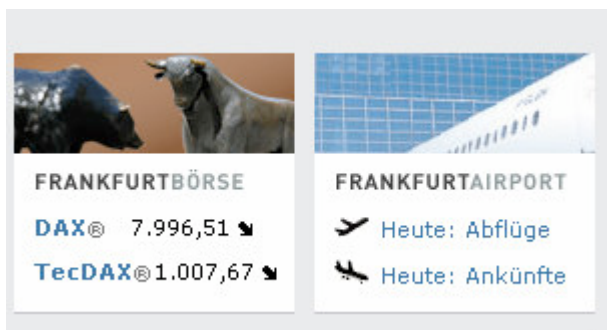 FRANKFURTBÖRSE
DAX® 7.996,51
TecDAX® 1.007,67
FRANKFURTAIRPORT
Heute: Abflüge
Heute: Ankünfte